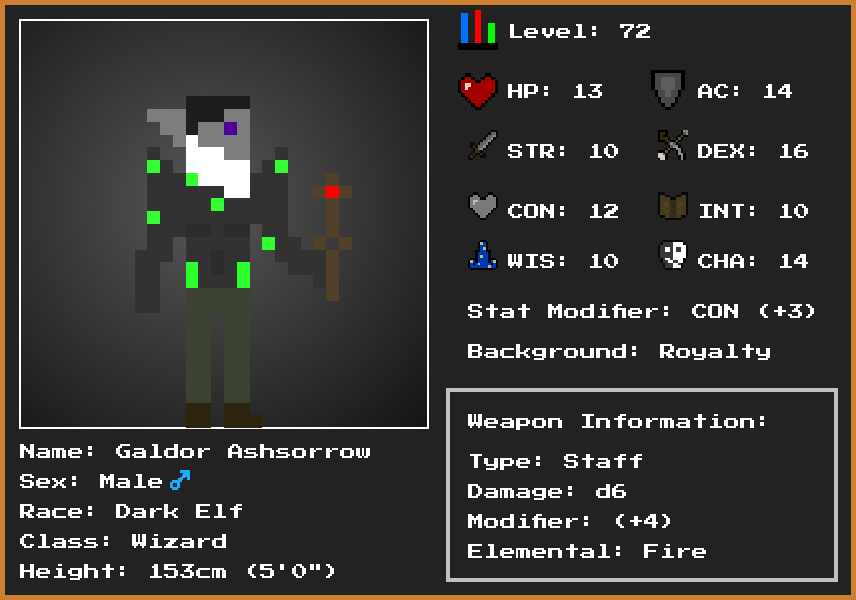 Level: 72
HP: 13
AC: 14
STR: 10
DEX: 16
CON: 12
INT: 10
WIS: 10
CHA: 14
Stat Modifier: CON (+3)
Background: Royalty
Weapon Information:
Type: Staff
Damage: d6
Modifier: (+4)
Elemental: Fire
Name: Galdor Ashsorrow
Sex: Male♂
Race: Dark Elf
Class: Wizard
Height: 153cm (5'0")